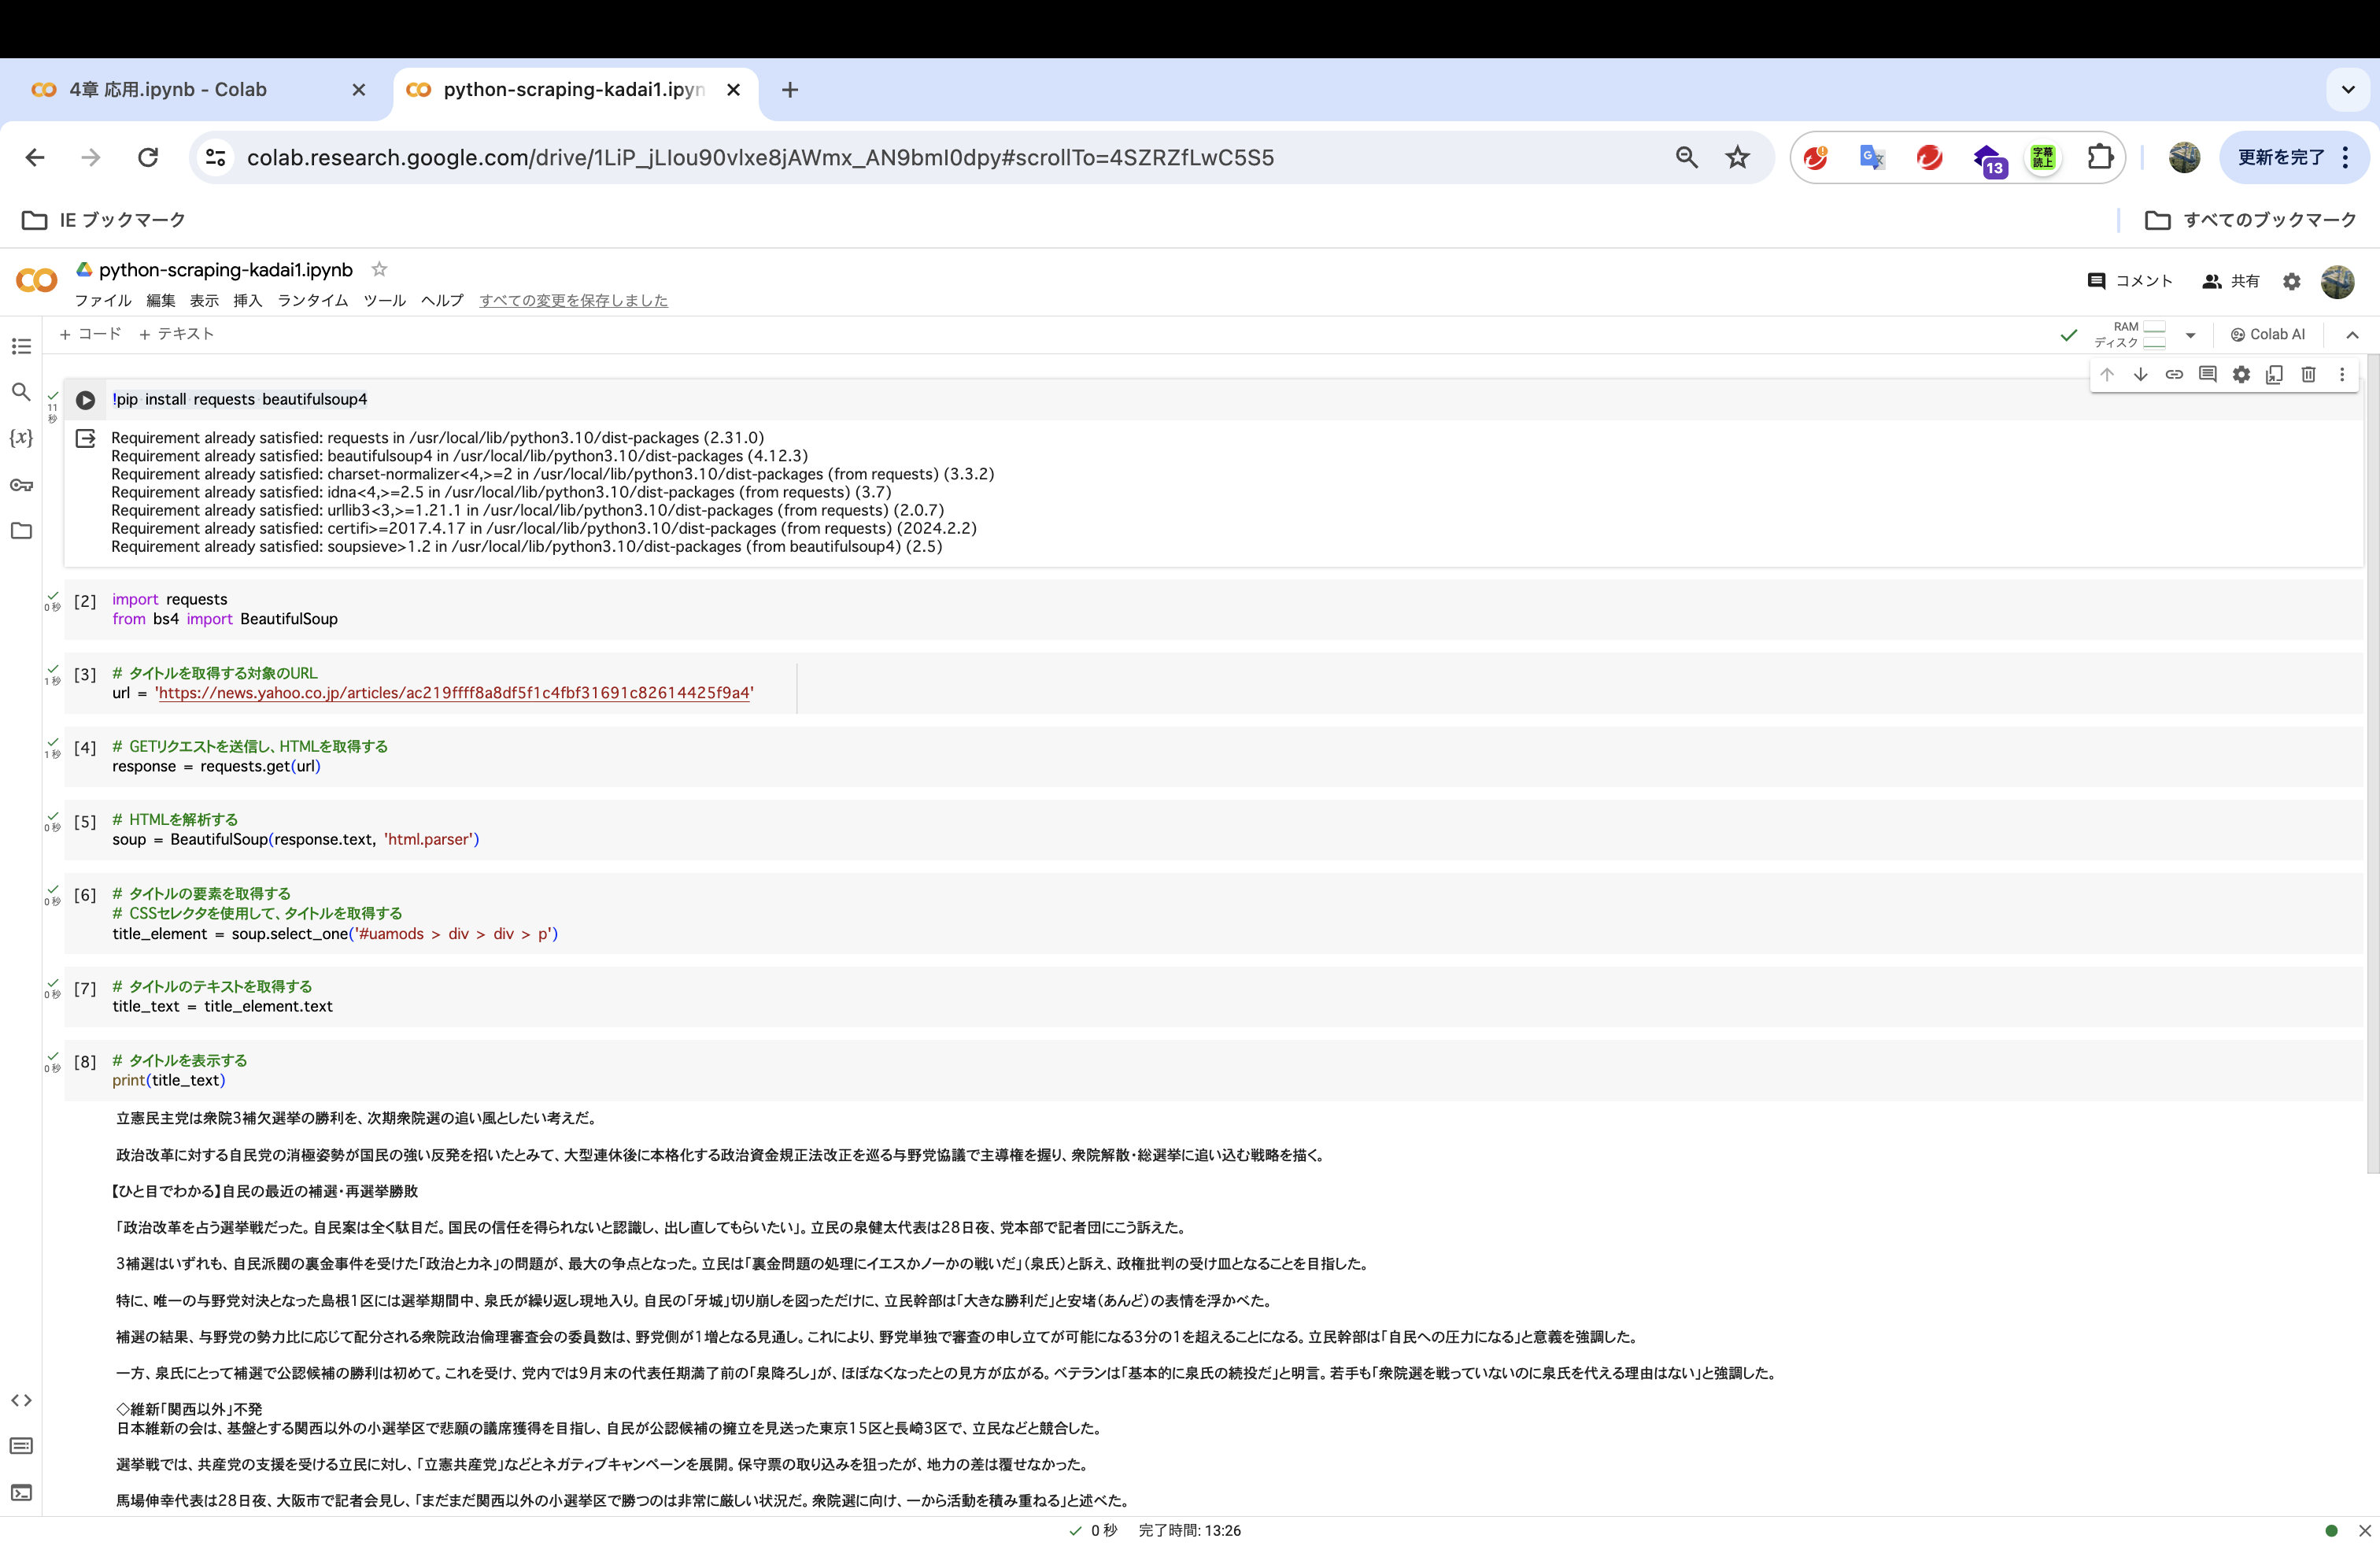 4章 応用.ipynb - Colab
python-scraping-kadai1.ipyn
colab.research.google.com/drive/1LiP_jLIou90vlxe8jAWmx_AN9bmI0dpy#scrollTo=4SZRZfLwC5S5
13
字幕
読上
更新を完了
IE ブックマーク
すべてのブックマーク
python-scraping-kadai1.ipynb
ファイル 編集 表示 挿入 ランタイム ツール ヘルプ すべての変更を保存しました
コメント 共有
+ コード + テキスト
RAM
ディスク
Colab AI
11
秒
!pip install requests beautifulsoup4
Requirement already satisfied: requests in /usr/local/lib/python3.10/dist-packages (2.31.0)
Requirement already satisfied: beautifulsoup4 in /usr/local/lib/python3.10/dist-packages (4.12.3)
Requirement already satisfied: charset-normalizer<4,>=2 in /usr/local/lib/python3.10/dist-packages (from requests) (3.3.2)
Requirement already satisfied: idna<4,>=2.5 in /usr/local/lib/python3.10/dist-packages (from requests) (3.7)
Requirement already satisfied: urllib3<3,>=1.21.1 in /usr/local/lib/python3.10/dist-packages (from requests) (2.0.7)
Requirement already satisfied: certifi>=2017.4.17 in /usr/local/lib/python3.10/dist-packages (from requests) (2024.2.2)
Requirement already satisfied: soupsieve>1.2 in /usr/local/lib/python3.10/dist-packages (from beautifulsoup4) (2.5)
0 秒
[2] import requests
from bs4 import BeautifulSoup
1 秒
[3] # タイトルを取得する対象のURL
url = 'https://news.yahoo.co.jp/articles/ac219ffff8a8df5f1c4fbf31691c82614425f9a4'
1 秒
[4] # GETリクエストを送信し、HTMLを取得する
response = requests.get(url)
0 秒
[5] # HTMLを解析する
soup = BeautifulSoup(response.text, 'html.parser')
0 秒
[6] # タイトルの要素を取得する
# CSSセレクタを使用して、タイトルを取得する
title_element = soup.select_one('#uamods > div > div > p')
0 秒
[7] # タイトルのテキストを取得する
title_text = title_element.text
0 秒
[8] # タイトルを表示する
print(title_text)
立憲民主党は衆院3補欠選挙の勝利を、次期衆院選の追い風としたい考えだ。
政治改革に対する自民党の消極姿勢が国民の強い反発を招いたとみて、大型連休後に本格化する政治資金規正法改正を巡る与野党協議で主導権を握り、衆院解散・総選挙に追い込む戦略を描く。
【ひと目でわかる】自民の最近の補選・再選挙勝敗
「政治改革を占う選挙戦だった。自民案は全く駄目だ。国民の信任を得られないと認識し、出し直してもらいたい」。立民の泉健太代表は28日夜、党本部で記者団にこう訴えた。
3補選はいずれも、自民派閥の裏金事件を受けた「政治とカネ」の問題が、最大の争点となった。立民は「裏金問題の処理にイエスかノーかの戦いだ」（泉氏）と訴え、政権批判の受け皿となることを目指した。
特に、唯一の与野党対決となった島根1区には選挙期間中、泉氏が繰り返し現地入り。自民の「牙城」切り崩しを図っただけに、立民幹部は「大きな勝利だ」と安堵（あんど）の表情を浮かべた。
補選の結果、与野党の勢力比に応じて配分される衆院政治倫理審査会の委員数は、野党側が1増となる見通し。これにより、野党単独で審査の申し立てが可能になる3分の1を超えることになる。立民幹部は「自民への圧力になる」と意義を強調した。
一方、泉氏にとって補選で公認候補の勝利は初めて。これを受け、党内では9月末の代表任期満了前の「泉降ろし」が、ほぼなくなったとの見方が広がる。ベテランは「基本的に泉氏の続投だ」と明言。若手も「衆院選を戦っていないのに泉氏を代える理由はない」と強調した。
◇維新「関西以外」不発
日本維新の会は、基盤とする関西以外の小選挙区で悲願の議席獲得を目指し、自民が公認候補の擁立を見送った東京15区と長崎3区で、立民などと競合した。
選挙戦では、共産党の支援を受ける立民に対し、「立憲共産党」などとネガティブキャンペーンを展開。保守票の取り込みを狙ったが、地力の差は覆せなかった。
馬場伸幸代表は28日夜、大阪市で記者会見し、「まだまだ関西以外の小選挙区で勝つのは非常に厳しい状況だ。衆院選に向け、一から活動を積み重ねる」と述べた。
0 秒 完了時間: 13:26